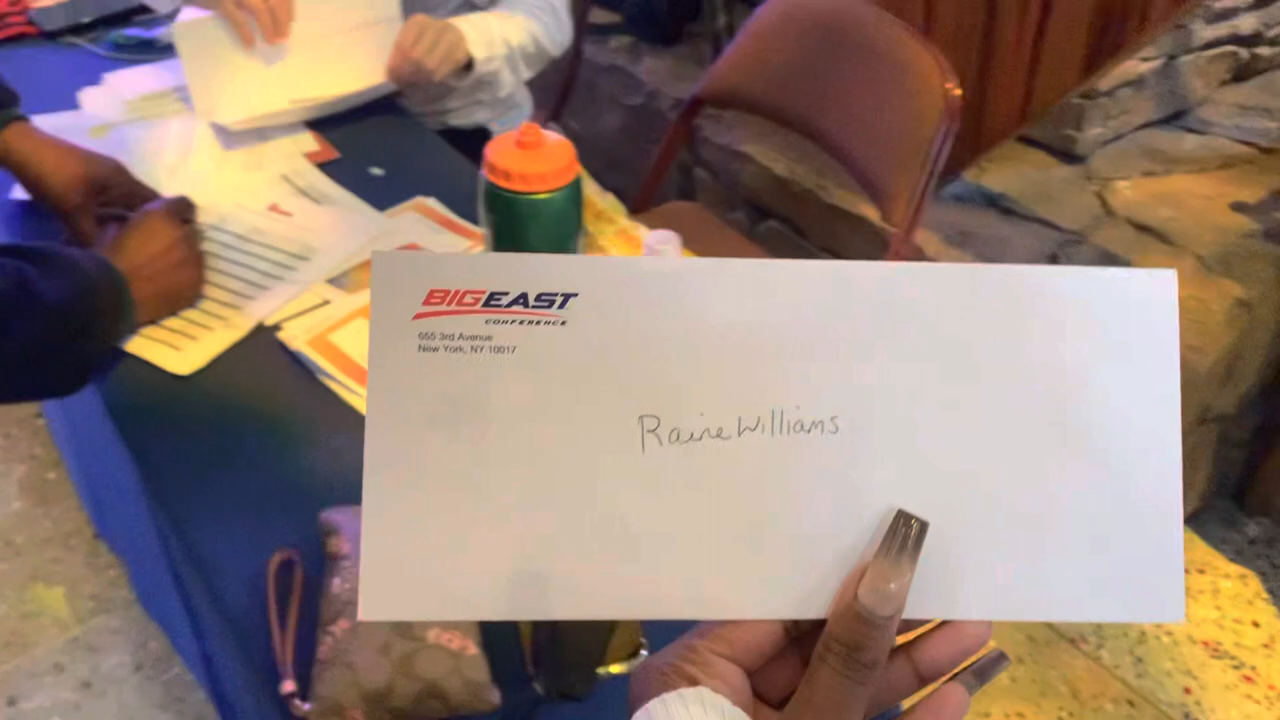 BIGEAST
CONFERENCE
655 3rd Avenue
New York, NY 10017
Raine Williams